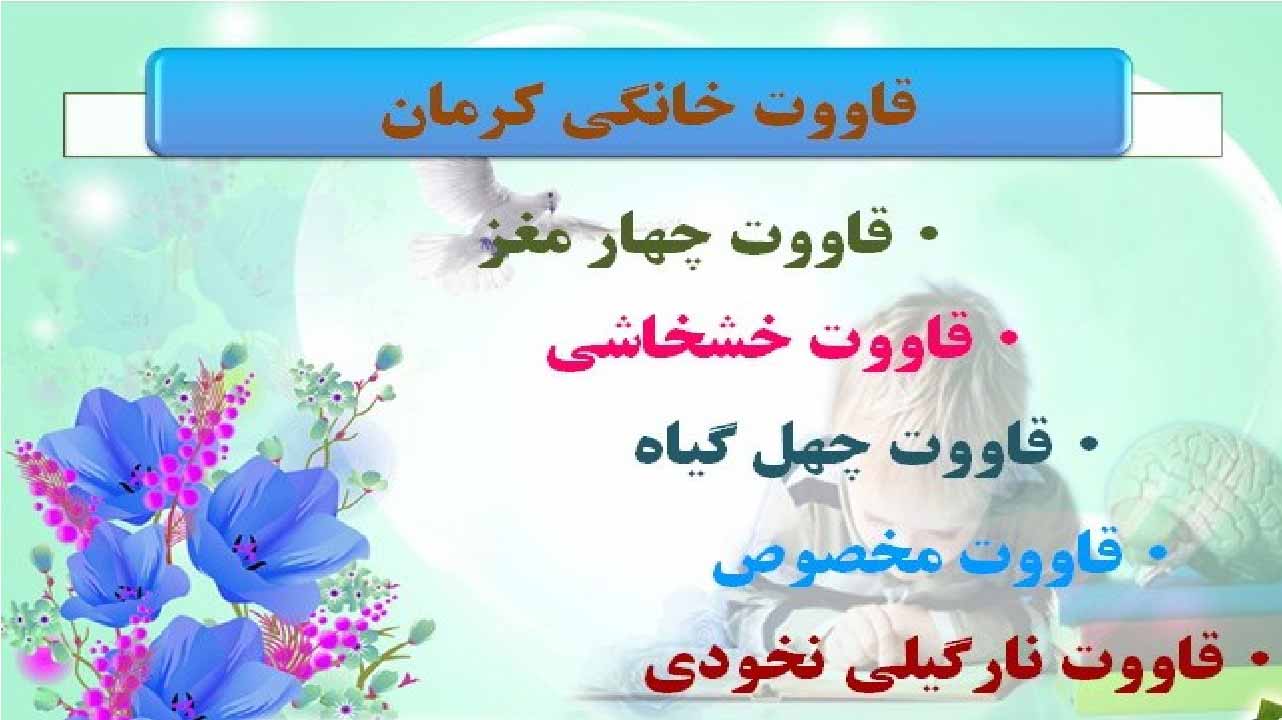 قاووت خانگی کرمان
• قاووت چهار مغز
• قاووت خشخاشی
• قاووت چهل گیاه
• قاووت مخصوص
• قاووت نارگیلی نخودی